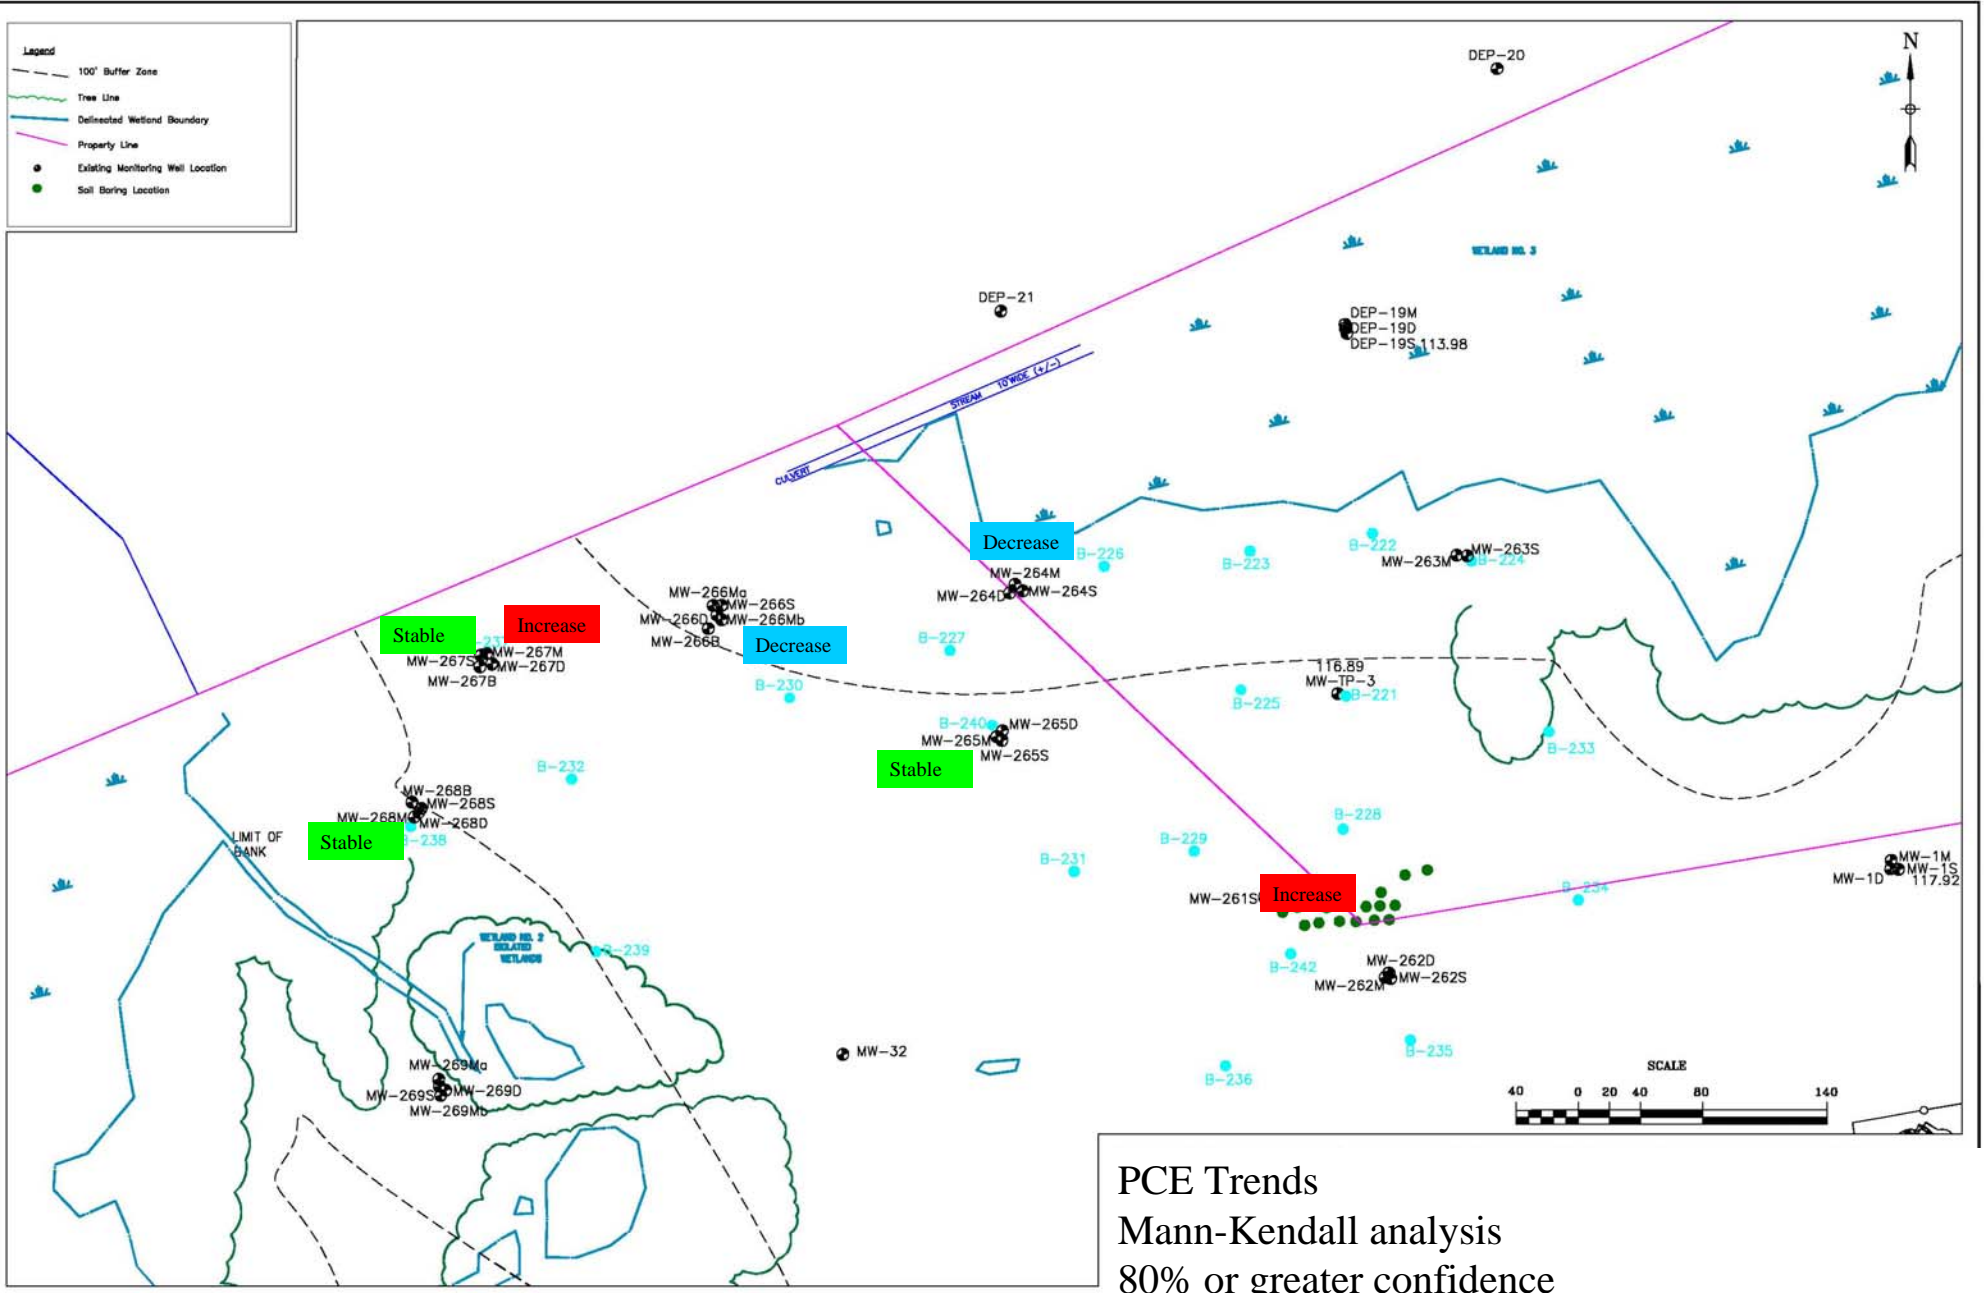 Legend
100' Buffer Zone
Tree Line
Delineated Wetland Boundary
Property Line
Existing Monitoring Well Location
Soil Boring Location
N
DEP-20
WETLAND NO. 3
DEP-21
DEP-19M
DEP-19D
DEP-19S 113.98
STREAM 10'WIDE (+/-)
CULVERT
Decrease
B-226
B-223
B-222
MW-263S
MW-263M
B-224
MW-264M
MW-264D
MW-264S
MW-266Ma
MW-266S
MW-266D
MW-266Mb
MW-266B
Stable
Increase
Decrease
B-227
MW-267M
MW-267S
MW-267D
MW-267B
B-230
116.89
MW-TP-3
B-221
B-225
B-240
MW-265D
MW-265M
MW-265S
B-233
Stable
B-232
MW-268B
MW-268S
MW-268M
MW-268D
Stable
B-238
LIMIT OF
BANK
B-228
B-229
B-231
MW-1M
MW-1S
MW-1D
117.92
MW-261S
Increase
B-234
WETLAND NO. 2
ISOLATED
WETLANDS
B-239
B-242
MW-262D
MW-262S
MW-262M
MW-32
B-235
B-236
MW-269Ma
MW-269S
MW-269D
MW-269Mb
SCALE
40 0 20 40 80 140
PCE Trends
Mann-Kendall analysis
80% or greater confidence